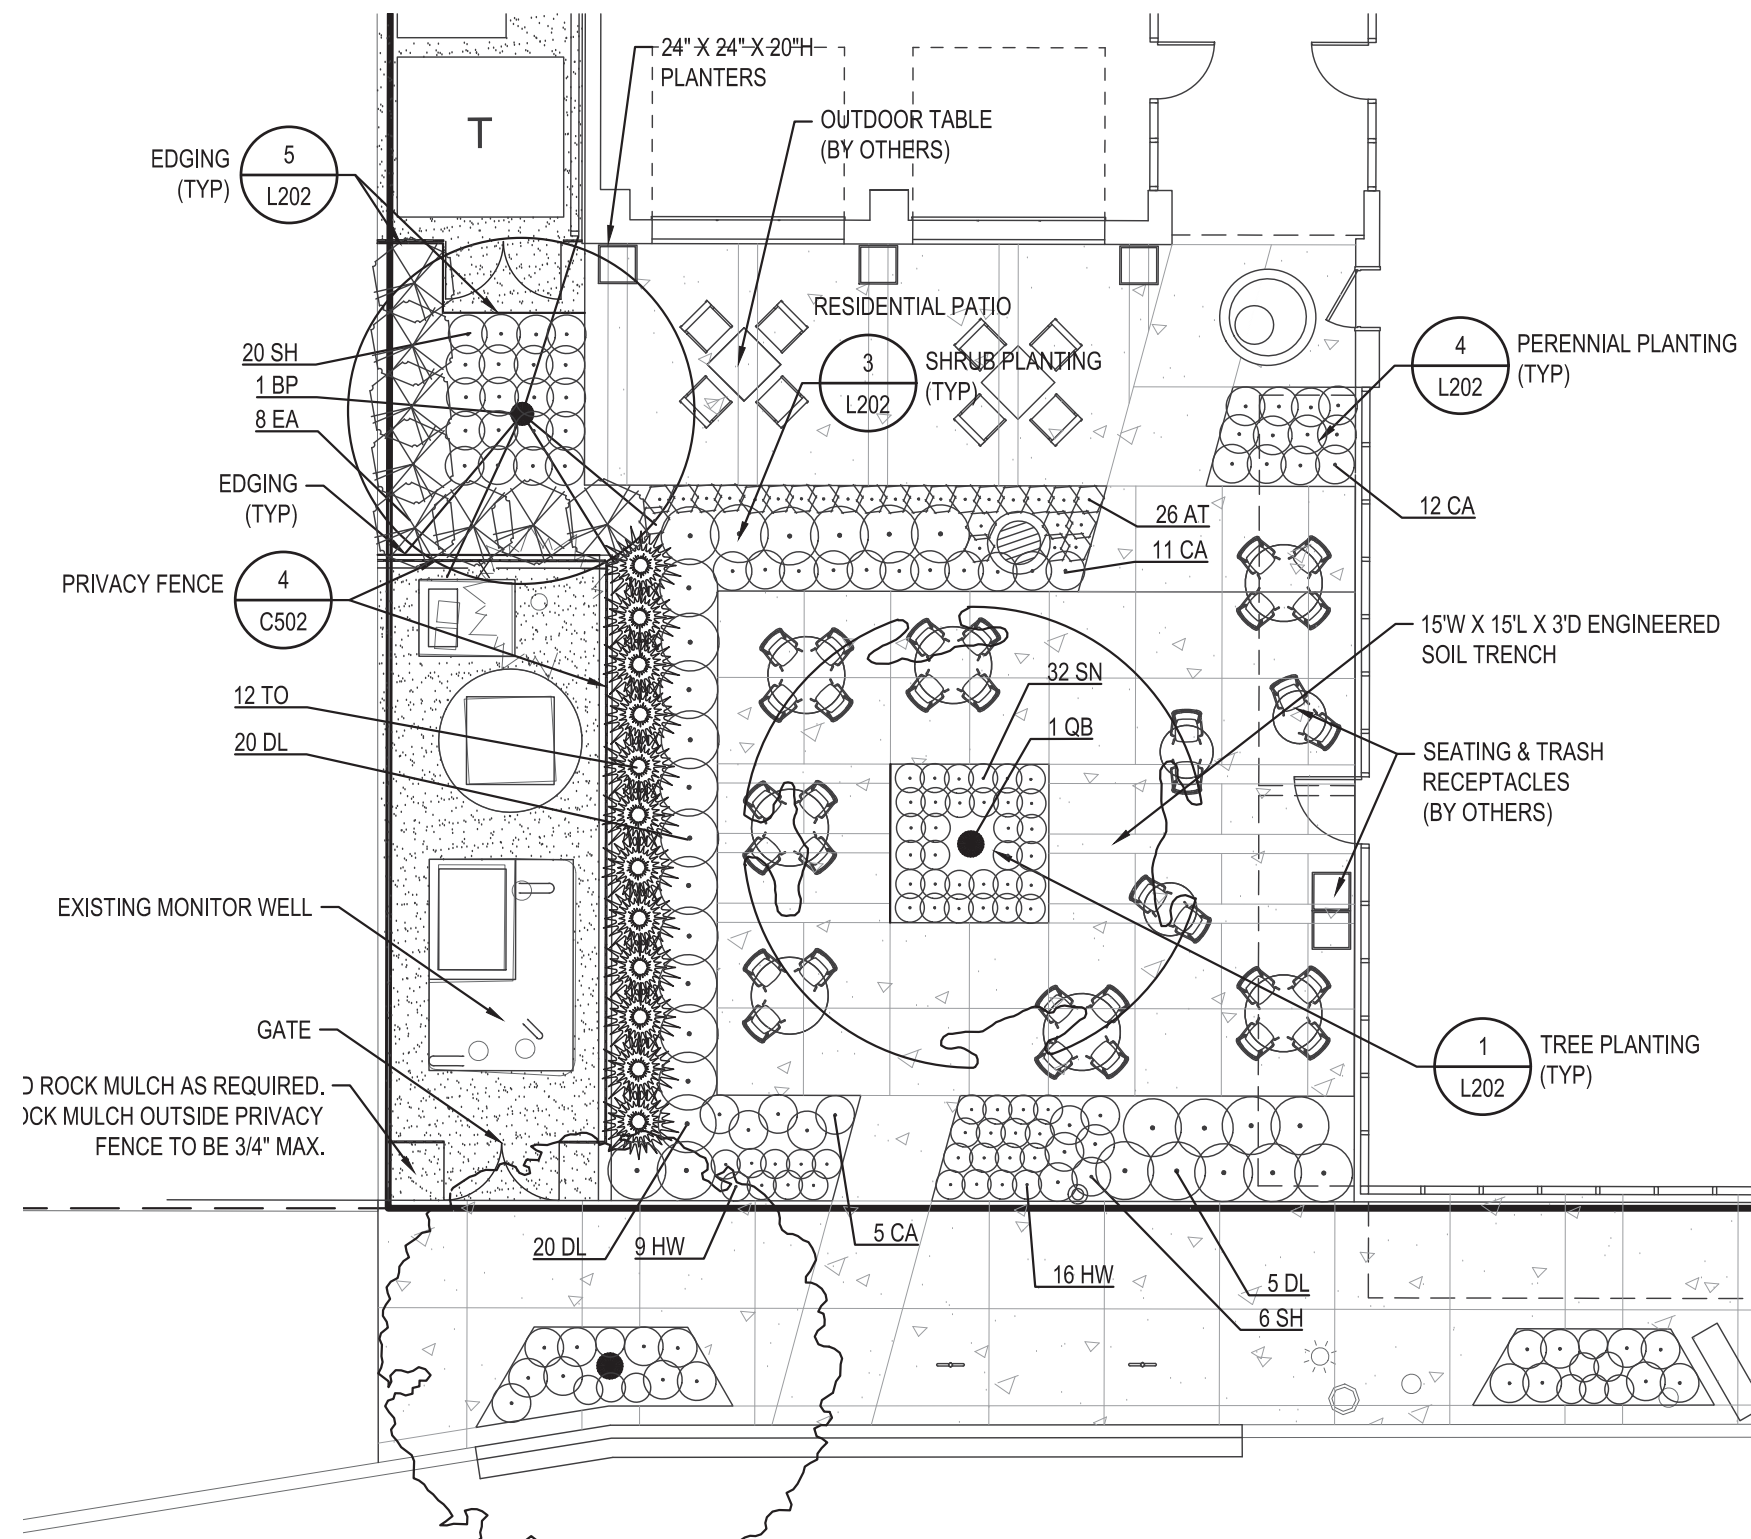 24" X 24" X 20"H
PLANTERS
OUTDOOR TABLE
(BY OTHERS)
T
EDGING
(TYP)
5
L202
RESIDENTIAL PATIO
3
L202
SHRUB PLANTING
(TYP)
4
L202
PERENNIAL PLANTING
(TYP)
20 SH
1 BP
8 EA
EDGING
(TYP)
12 CA
26 AT
11 CA
PRIVACY FENCE
4
C502
15'W X 15'L X 3'D ENGINEERED
SOIL TRENCH
32 SN
1 QB
12 TO
20 DL
SEATING & TRASH
RECEPTACLES
(BY OTHERS)
EXISTING MONITOR WELL
GATE
1
L202
TREE PLANTING
(TYP)
D ROCK MULCH AS REQUIRED.
OCK MULCH OUTSIDE PRIVACY
FENCE TO BE 3/4" MAX.
20 DL
9 HW
5 CA
16 HW
5 DL
6 SH